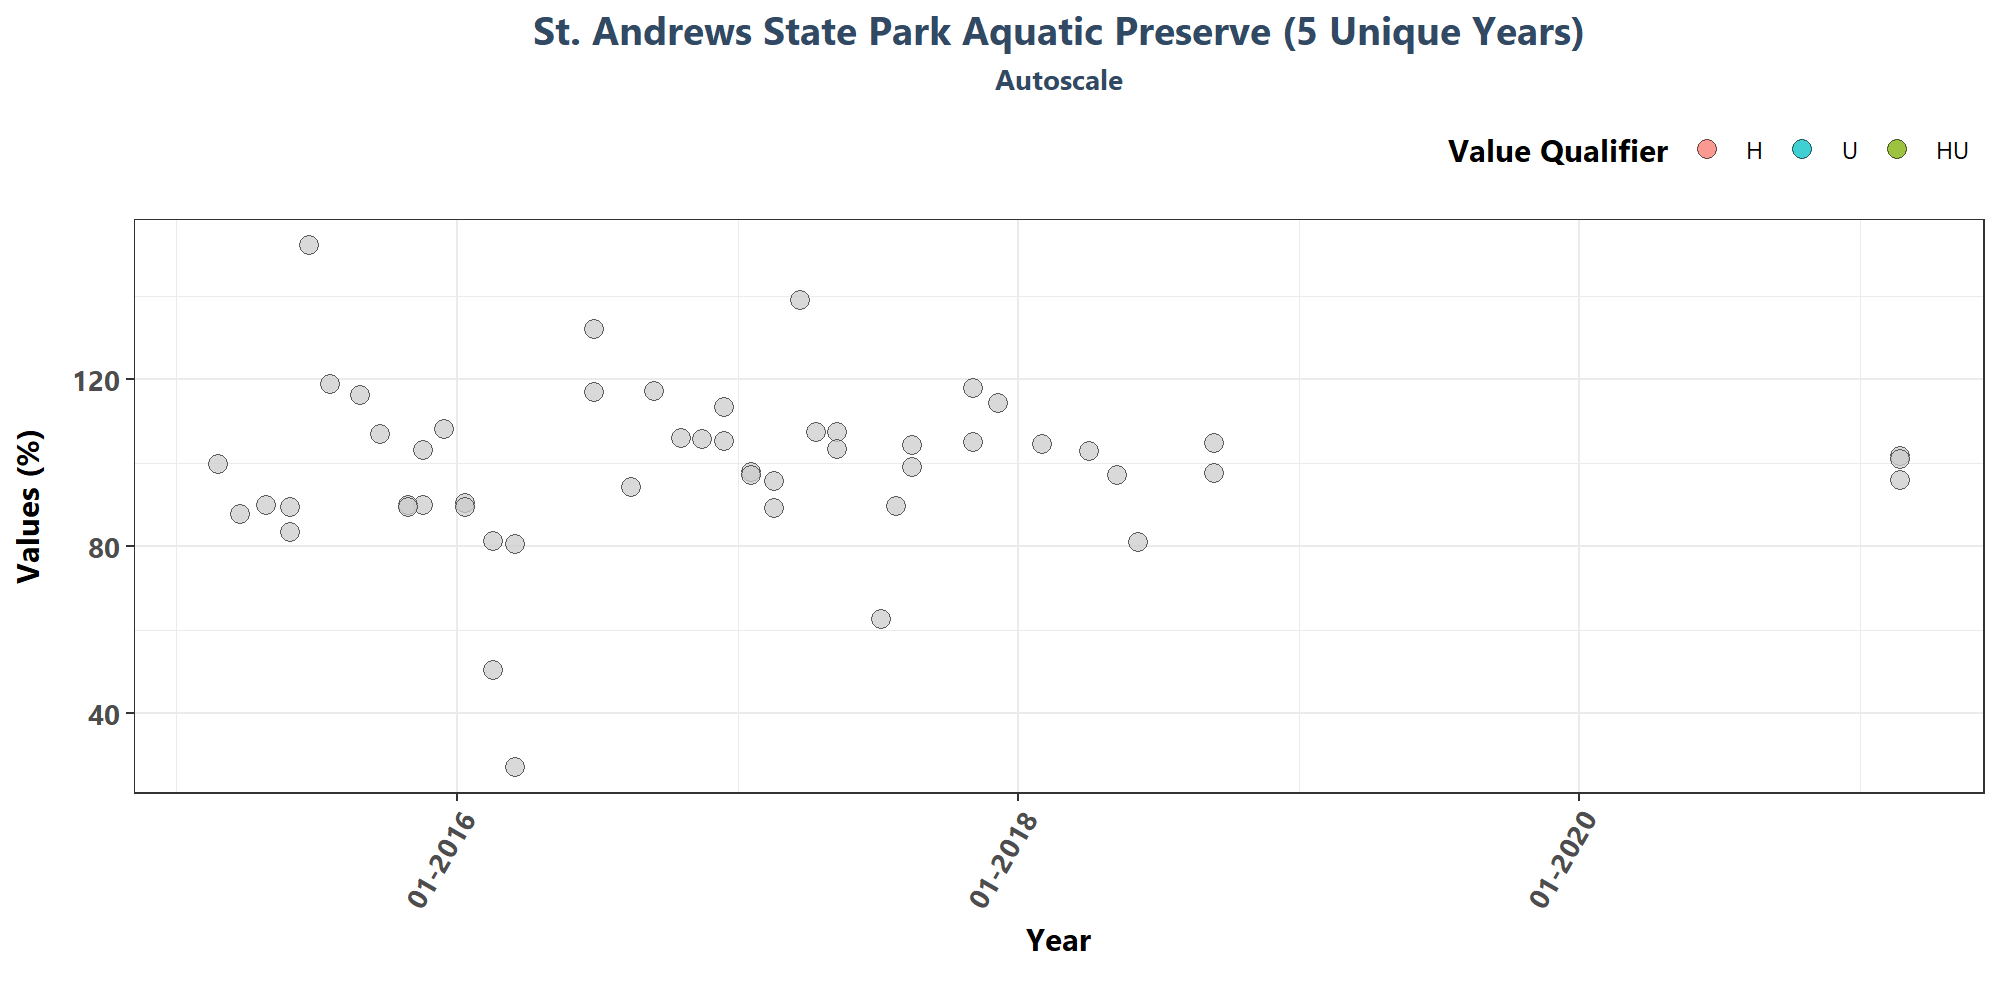 St. Andrews State Park Aquatic Preserve (5 Unique Years)
Autoscale
Value Qualifier H U HU
Values (%)
120
80
40
01-2016 01-2018 01-2020
Year